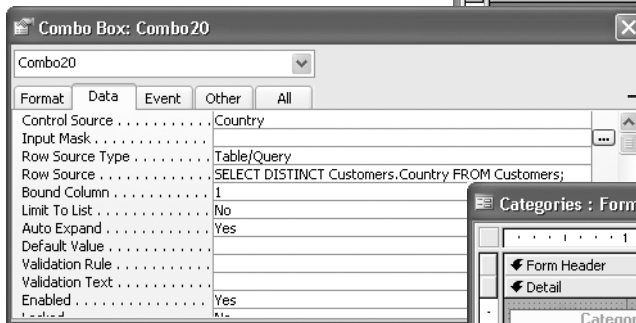 Combo Box: Combo20
Combo20
Format Data Event Other All
Control Source . . . . . . . . . . . Country
Input Mask . . . . . . . . . . . . .
Row Source Type . . . . . . . . . Table/Query
Row Source . . . . . . . . . . . . . SELECT DISTINCT Customers.Country FROM Customers;
Bound Column . . . . . . . . . . . 1
Limit To List . . . . . . . . . . . . . No
Auto Expand . . . . . . . . . . . . Yes
Default Value . . . . . . . . . . . .
Validation Rule . . . . . . . . . . .
Validation Text . . . . . . . . . . .
Enabled . . . . . . . . . . . . . . . Yes
Categories : Form
1
Form Header
Detail